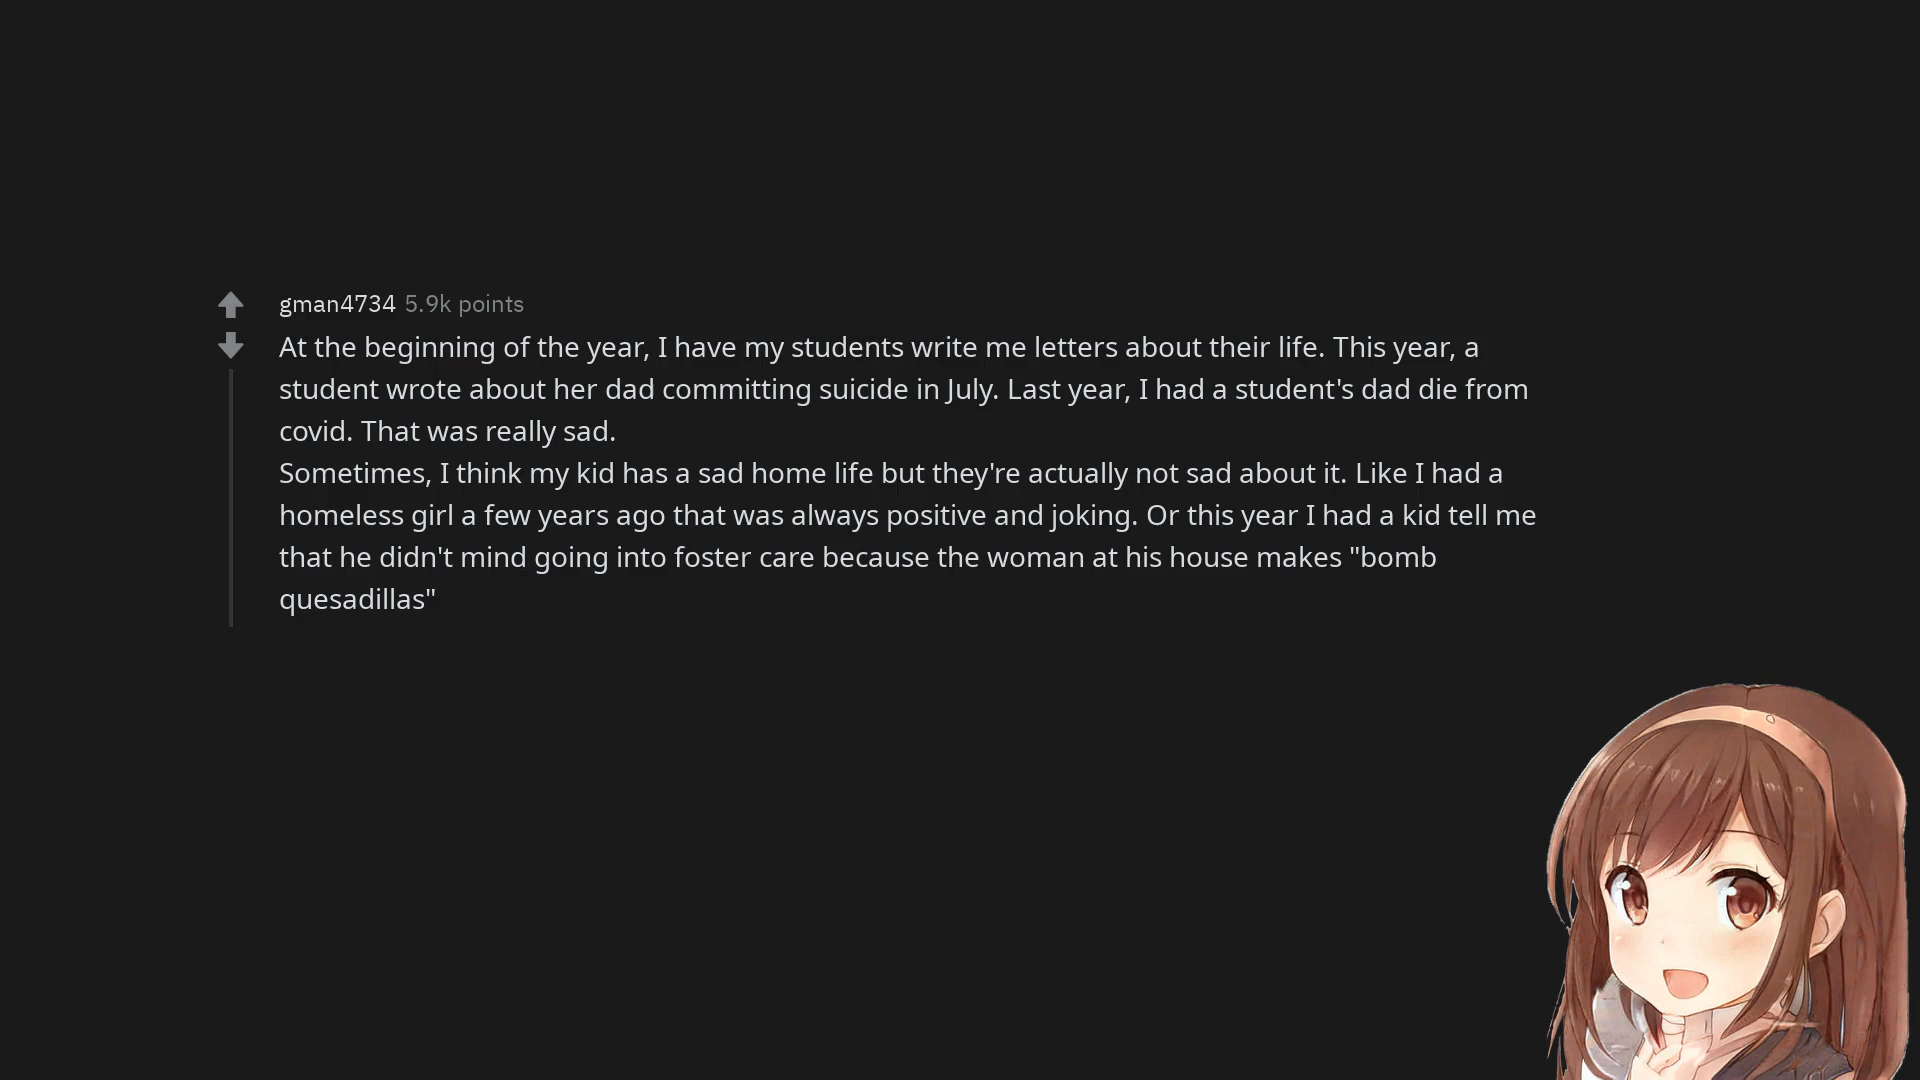 gman4734 5.9k points
At the beginning of the year, I have my students write me letters about their life. This year, a
student wrote about her dad committing suicide in July. Last year, I had a student's dad die from
covid. That was really sad.
Sometimes, I think my kid has a sad home life but they're actually not sad about it. Like I had a
homeless girl a few years ago that was always positive and joking. Or this year I had a kid tell me
that he didn't mind going into foster care because the woman at his house makes "bomb
quesadillas"